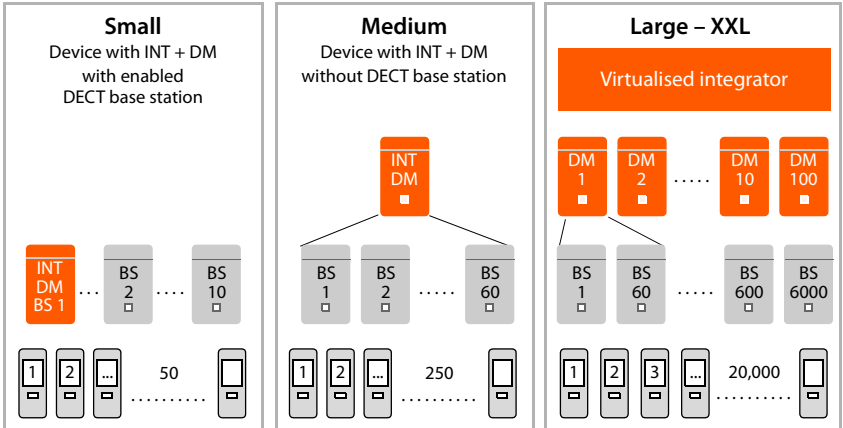 Small
Device with INT + DM
with enabled
DECT base station
INT
DM
BS 1
...
BS
2
....
BS
10
1
2
...
50
..........
Medium
Device with INT + DM
without DECT base station
INT
DM
BS
1
BS
2
.....
BS
60
1
2
...
250
..........
Large – XXL
Virtualised integrator
DM
1
DM
2
.....
DM
10
DM
100
BS
1
BS
60
.....
BS
600
BS
6000
1
2
3
...
20,000
..........